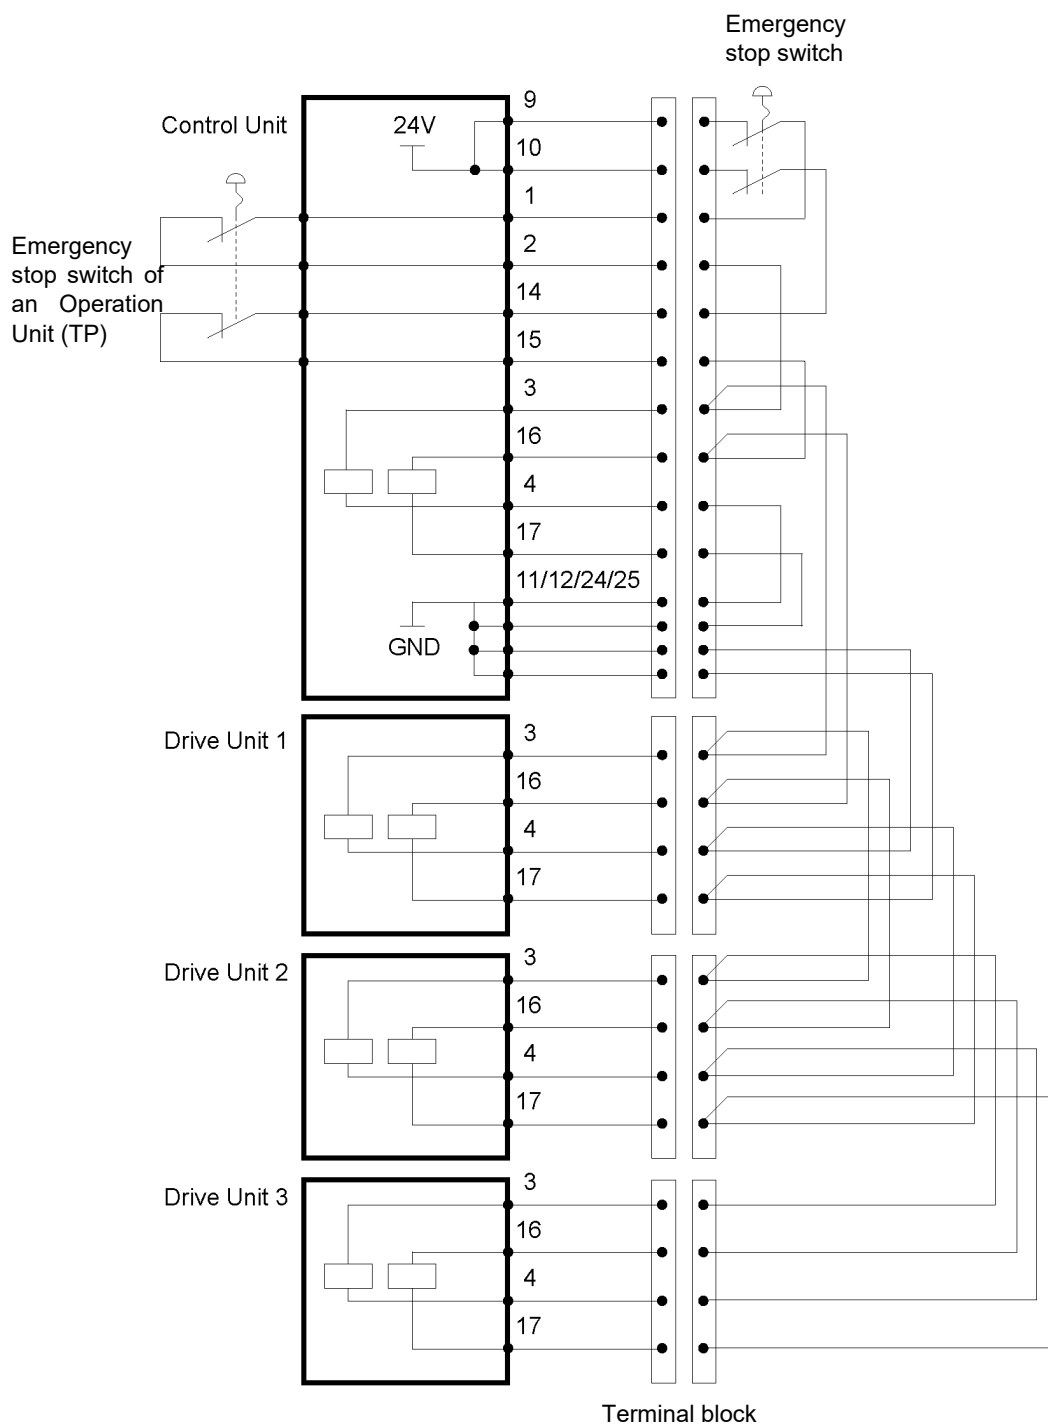 Emergency
stop switch
9
Control Unit
24V
10
1
2
Emergency
stop switch of
an Operation
Unit (TP)
14
15
3
16
4
17
11/12/24/25
GND
Drive Unit 1
3
16
4
17
Drive Unit 2
3
16
4
17
Drive Unit 3
3
16
4
17
Terminal block